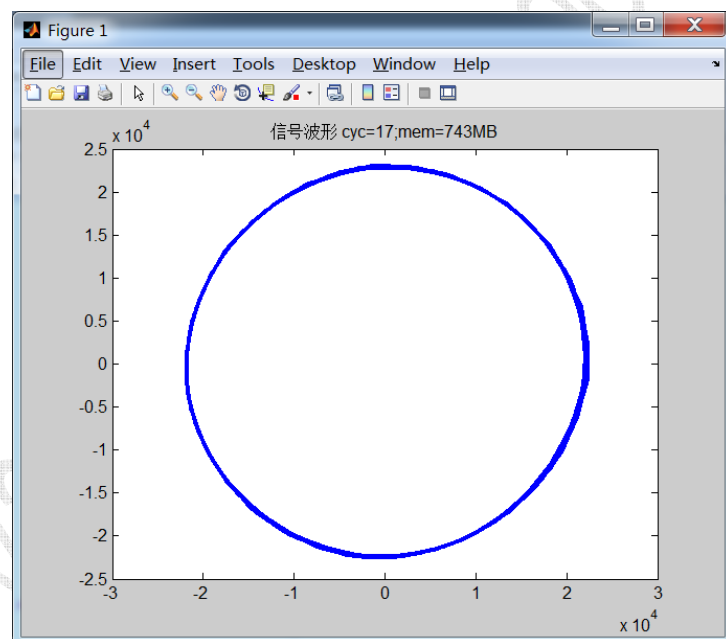 Figure 1
File Edit View Insert Tools Desktop Window Help
x 10^4
信号波形 cyc=17;mem=743MB
2.5
2
1.5
1
0.5
0
-0.5
-1
-1.5
-2
-2.5
-3 -2 -1 0 1 2 3
x 10^4